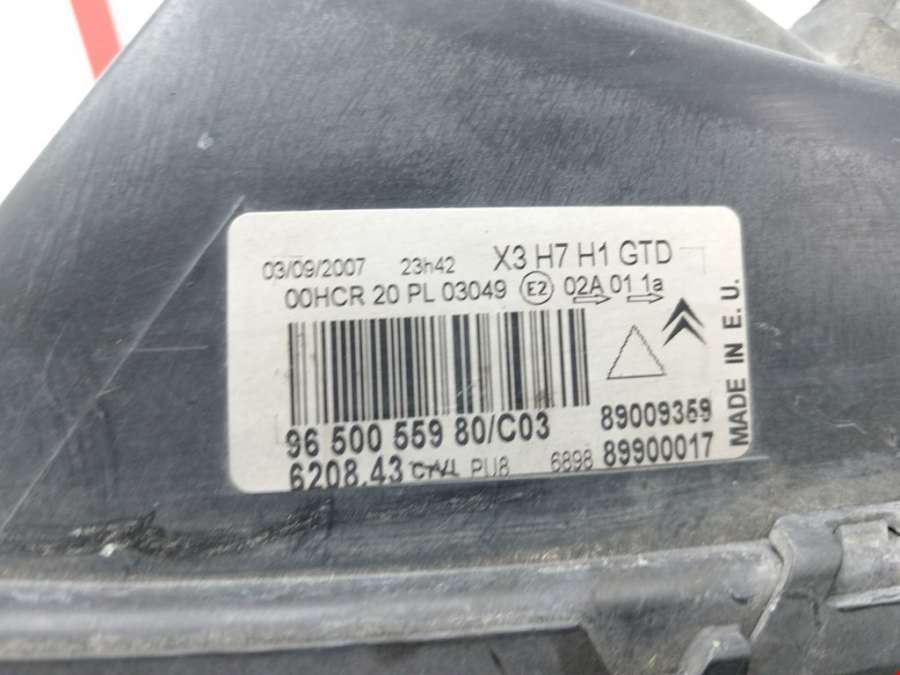 03/09/2007 23h42 X3 H7 H1 GTD
00HCR 20 PL 03049 E2 02A 01 1a
96 500 559 80/C03
89009359
6208.43 PU8 6898 89900017
MADE IN E. U.